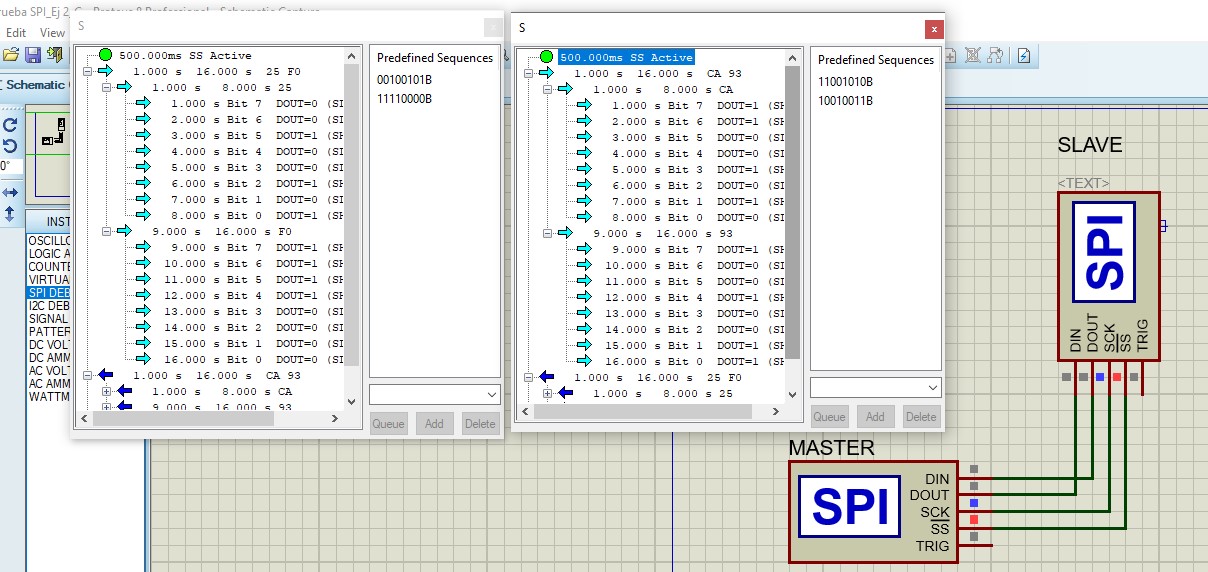 Prueba SPI_Ej 2
Proteus 8 Professional - Schematic Capture
Edit View
Schematic
0°
INST
OSCILLO
LOGIC A
COUNTE
VIRTUA
SPI DEB
I2C DEB
SIGNAL
PATTER
DC VOL
DC AMM
AC VOL
AC AMM
WATTM
S
500.000ms SS Active
1.000 s 16.000 s 25 F0
1.000 s 8.000 s 25
1.000 s Bit 7 DOUT=0 (SI
2.000 s Bit 6 DOUT=0 (SI
3.000 s Bit 5 DOUT=1 (SH
4.000 s Bit 4 DOUT=0 (SI
5.000 s Bit 3 DOUT=0 (SI
6.000 s Bit 2 DOUT=1 (SH
7.000 s Bit 1 DOUT=0 (SI
8.000 s Bit 0 DOUT=1 (SH
9.000 s 16.000 s F0
9.000 s Bit 7 DOUT=1 (SH
10.000 s Bit 6 DOUT=1 (SH
11.000 s Bit 5 DOUT=1 (SH
12.000 s Bit 4 DOUT=1 (SH
13.000 s Bit 3 DOUT=0 (SI
14.000 s Bit 2 DOUT=0 (SI
15.000 s Bit 1 DOUT=0 (SI
16.000 s Bit 0 DOUT=0 (SI
1.000 s 16.000 s CA 93
1.000 s 8.000 s CA
9.000 s 16.000 s 93
Predefined Sequences
00100101B
11110000B
Queue Add Delete
S
500.000ms SS Active
1.000 s 16.000 s CA 93
1.000 s 8.000 s CA
1.000 s Bit 7 DOUT=1 (SH
2.000 s Bit 6 DOUT=1 (SH
3.000 s Bit 5 DOUT=0 (SI
4.000 s Bit 4 DOUT=0 (SI
5.000 s Bit 3 DOUT=1 (SH
6.000 s Bit 2 DOUT=0 (SI
7.000 s Bit 1 DOUT=1 (SH
8.000 s Bit 0 DOUT=0 (SI
9.000 s 16.000 s 93
9.000 s Bit 7 DOUT=1 (SH
10.000 s Bit 6 DOUT=0 (SI
11.000 s Bit 5 DOUT=0 (SI
12.000 s Bit 4 DOUT=1 (SH
13.000 s Bit 3 DOUT=0 (SI
14.000 s Bit 2 DOUT=0 (SI
15.000 s Bit 1 DOUT=1 (SH
16.000 s Bit 0 DOUT=1 (SH
1.000 s 16.000 s 25 F0
1.000 s 8.000 s 25
Predefined Sequences
11001010B
10010011B
Queue Add Delete
SLAVE
<TEXT>
SPI
DIN
DOUT
SCK
SS
TRIG
MASTER
SPI
DIN
DOUT
SCK
SS
TRIG